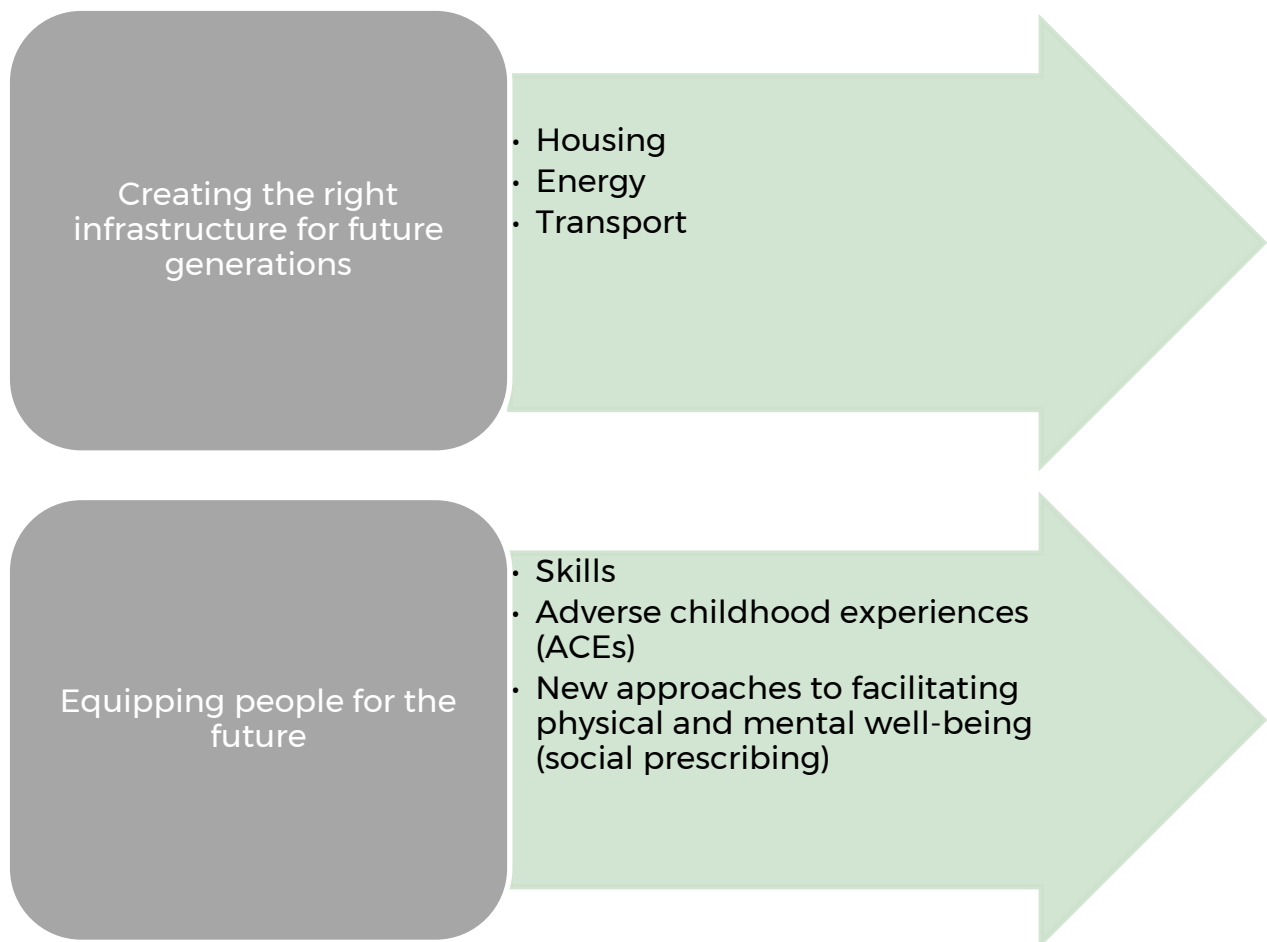 Creating the right
infrastructure for future
generations
• Housing
• Energy
• Transport
Equipping people for the
future
• Skills
• Adverse childhood experiences
(ACEs)
• New approaches to facilitating
physical and mental well-being
(social prescribing)